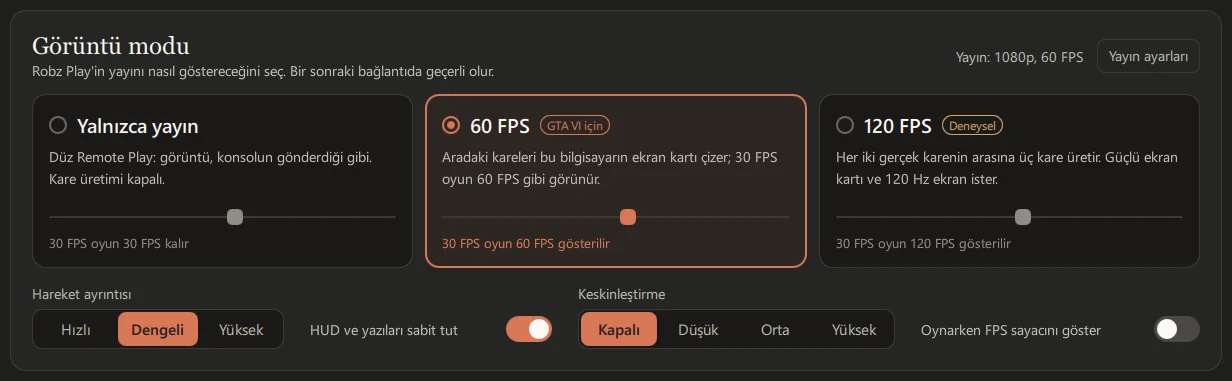 Görüntü modu
Robz Play'in yayını nasıl göstereceğini seç. Bir sonraki bağlantıda geçerli olur.
Yayın: 1080p, 60 FPS
Yayın ayarları
Yalnızca yayın
Düz Remote Play: görüntü, konsolun gönderdiği gibi.
Kare üretimi kapalı.
30 FPS oyun 30 FPS kalır
60 FPS
GTA VI için
Aradaki kareleri bu bilgisayarın ekran kartı çizer; 30 FPS
oyun 60 FPS gibi görünür.
30 FPS oyun 60 FPS gösterilir
120 FPS
Deneysel
Her iki gerçek karenin arasına üç kare üretir. Güçlü ekran
kartı ve 120 Hz ekran ister.
30 FPS oyun 120 FPS gösterilir
Hareket ayrıntısı
Hızlı
Dengeli
Yüksek
HUD ve yazıları sabit tut
Keskinleştirme
Kapalı
Düşük
Orta
Yüksek
Oynarken FPS sayacını göster